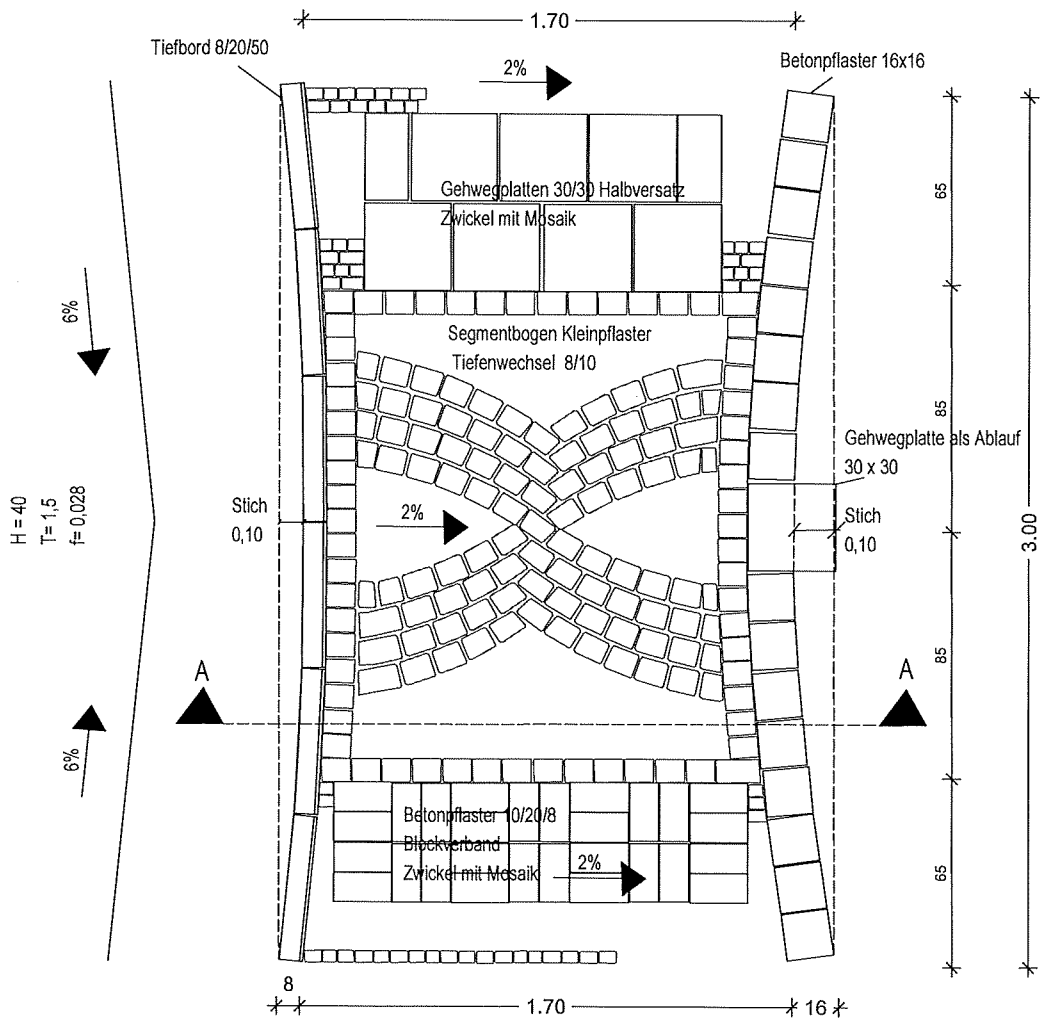 1.70
Tiefbord 8/20/50
2%
Betonpflaster 16x16
Gehwegplatten 30/30 Halbversatz
Zwickel mit Mosaik
65
6%
Segmentbogen Kleinpflaster
Tiefenwechsel 8/10
85
Gehwegplatte als Ablauf
30 x 30
H = 40
T= 1,5
f= 0,028
Stich
0,10
2%
Stich
0,10
3.00
85
A
A
6%
Betonpflaster 10/20/8
Blockverband
Zwickel mit Mosaik
2%
65
8
1.70
16